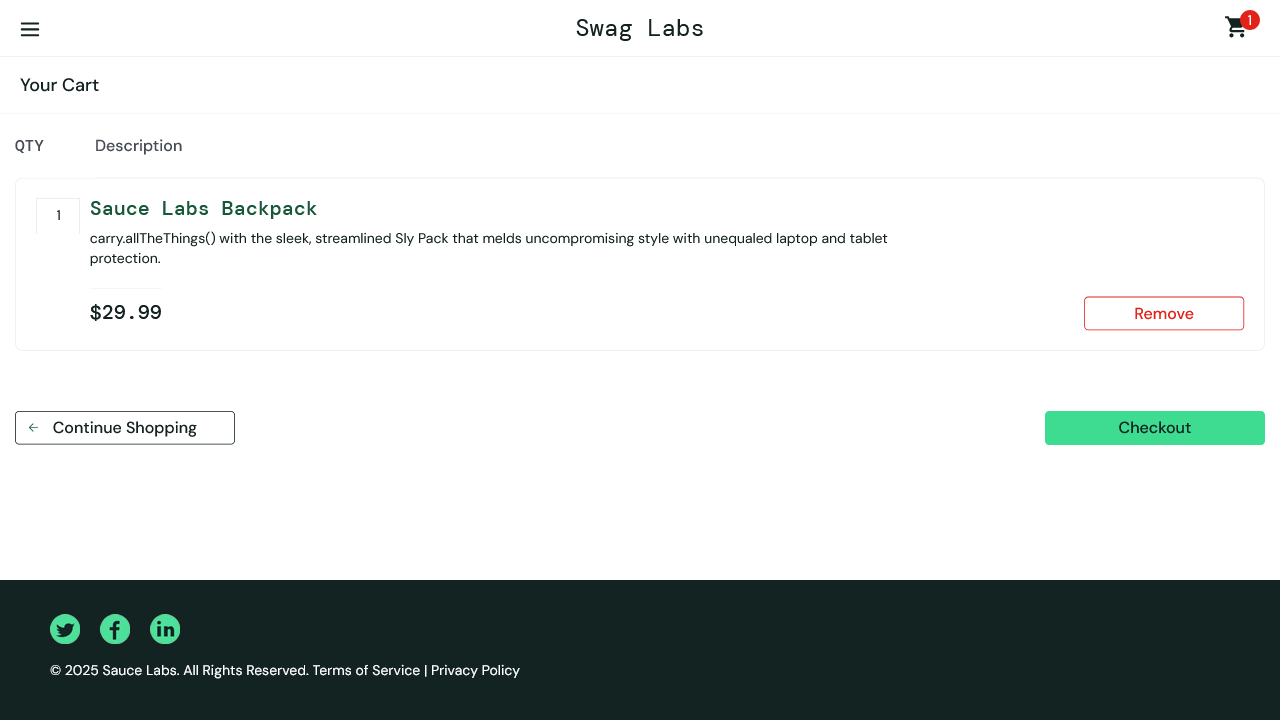 Swag Labs
1
Your Cart
QTY Description
1
Sauce Labs Backpack
carry.allTheThings() with the sleek, streamlined Sly Pack that melds uncompromising style with unequaled laptop and tablet
protection.
$29.99
Remove
Continue Shopping
Checkout
© 2025 Sauce Labs. All Rights Reserved. Terms of Service | Privacy Policy